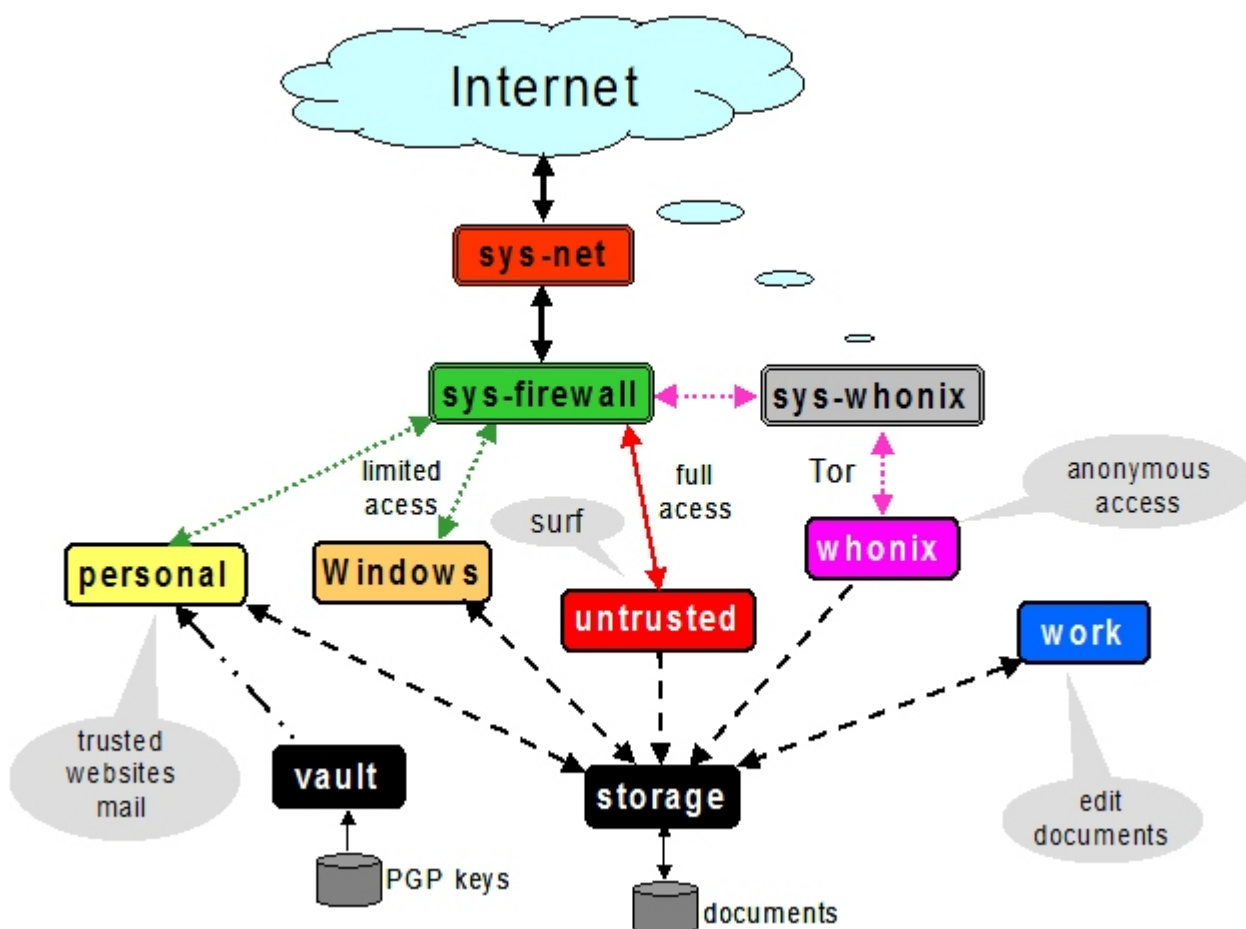 Internet
sys-net
sys-firewall
sys-whonix
limited
acess
full
acess
Tor
anonymous
access
surf
personal
Windows
whonix
untrusted
work
trusted
websites
mail
vault
storage
edit
documents
PGP keys
documents